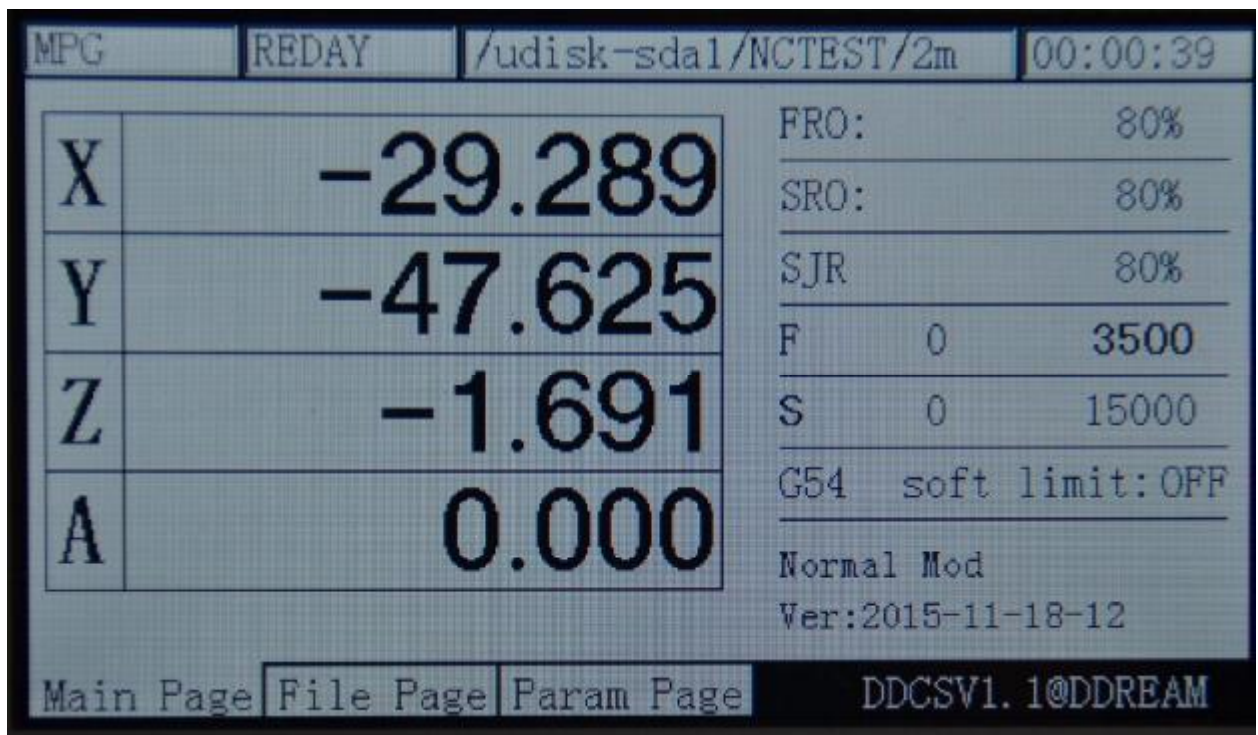 MPG REDAY /udisk-sda1/NCTEST/2m 00:00:39
X -29.289
Y -47.625
Z -1.691
A 0.000
FRO: 80%
SRO: 80%
SJR 80%
F 0 3500
S 0 15000
G54 soft limit:OFF
Normal Mod
Ver:2015-11-18-12
Main Page File Page Param Page DDCSV1.1@DDREAM